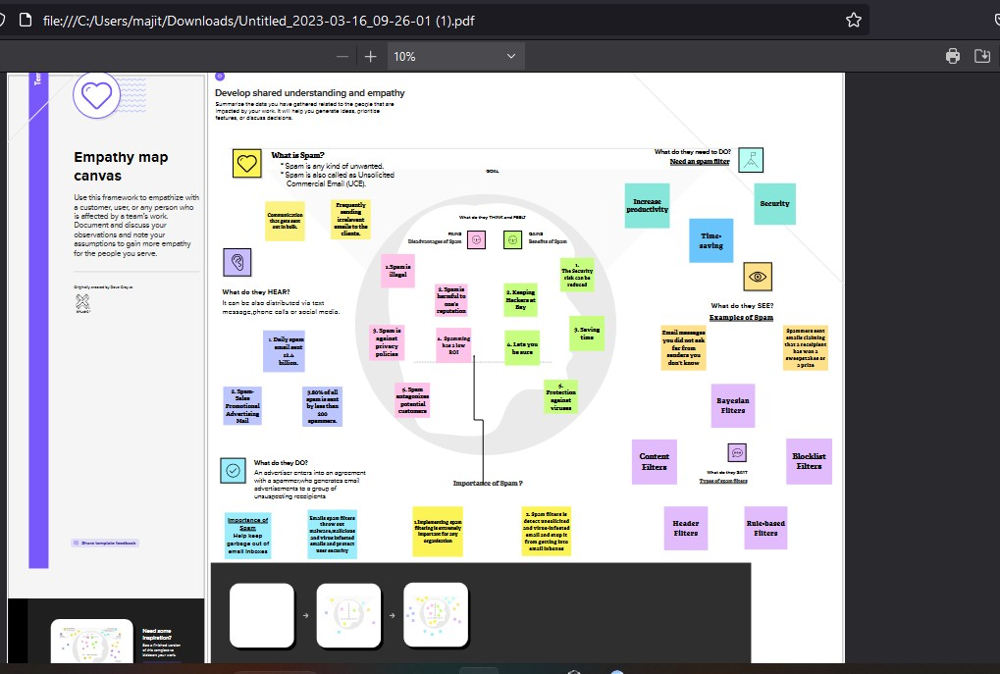 file:///C:/Users/majit/Downloads/Untitled_2023-03-16_09-26-01 (1).pdf
10%
Empathy map
canvas
Use this framework to empathize with
a customer, user, or any person who
is affected by a team's work.
Document and discuss your
observations and note your
assumptions to gain more empathy
for the people you serve.
Originally created by Dave Gray at
Share template feedback
Need some
inspiration?
See a finished version
of this template to
kickstart your work.
Develop shared understanding and empathy
Summarize the data you have gathered related to the people that are
impacted by your work. It will help you generate ideas, prioritize
features, or discuss decisions.
What is Spam?
* Spam is any kind of unwanted.
* Spam is also called as Unsolicited
Commercial Email (UCE).
GOAL
What do they need to DO?
Need an spam filter
Increase
productivity
Security
Time-
saving
Communication
that gets sent
out in bulk.
Frequently
sending
irrelevant
emails to the
clients.
What do they THINK and FEEL?
PAINS
Disadvantages of Spam
GAINS
Benefits of Spam
1.Spam is
illegal
2. Spam is
harmful to
one's
reputation
3. Spam is
against
privacy
policies
4. Spamming
has a low
ROI
5. Spam
antagonizes
potential
customers
1.
The Security
risk can be
reduced
2. Keeping
Hackers at
Bay
3. Saving
time
4. Lets you
be sure
5.
Protection
against
viruses
What do they HEAR?
It can be also distributed via text
message,phone calls or social media.
1. Daily spam
email sent
12.4
billion.
2. Spam-
Sales
Promotional
Advertising
Mail
3.80% of all
spam is sent
by less than
200
spammers.
What do they SEE?
Examples of Spam
Email messages
you did not ask
far from
senders you
don't know
Spammers sent
emails claiming
that a recepient
has won a
sweepstakes or
a prize
Bayesian
Filters
Content
Filters
Blocklist
Filters
What do they SAY?
Types of spam filters
Header
Filters
Rule-based
Filters
What do they DO?
An advertiser enters into an agreement
with a spammer,who generates email
advertisements to a group of
unsuspecting receipients
Importance of
Spam
Help keep
garbage out of
email inboxes
Emails spam filters
throw out
malware,malicious
and virus-infected
emails and protect
user security
Importance of Spam ?
1.Implementing spam
filtering is extremely
important for any
organisation
2. Spam filters is
detect unsolicited
and virus-infected
email and stop it
from getting into
email inboxes